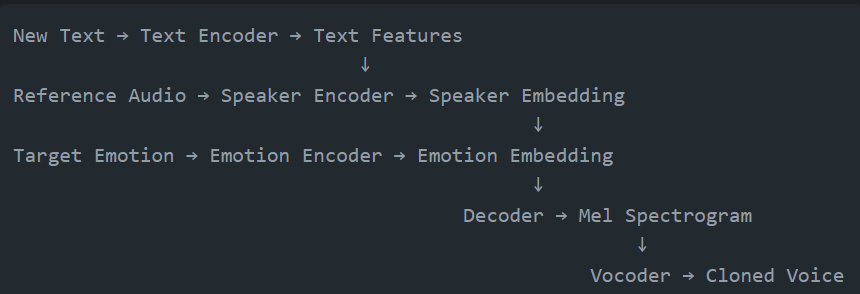 New Text → Text Encoder → Text Features
↓
Reference Audio → Speaker Encoder → Speaker Embedding
↓
Target Emotion → Emotion Encoder → Emotion Embedding
↓
Decoder → Mel Spectrogram
↓
Vocoder → Cloned Voice